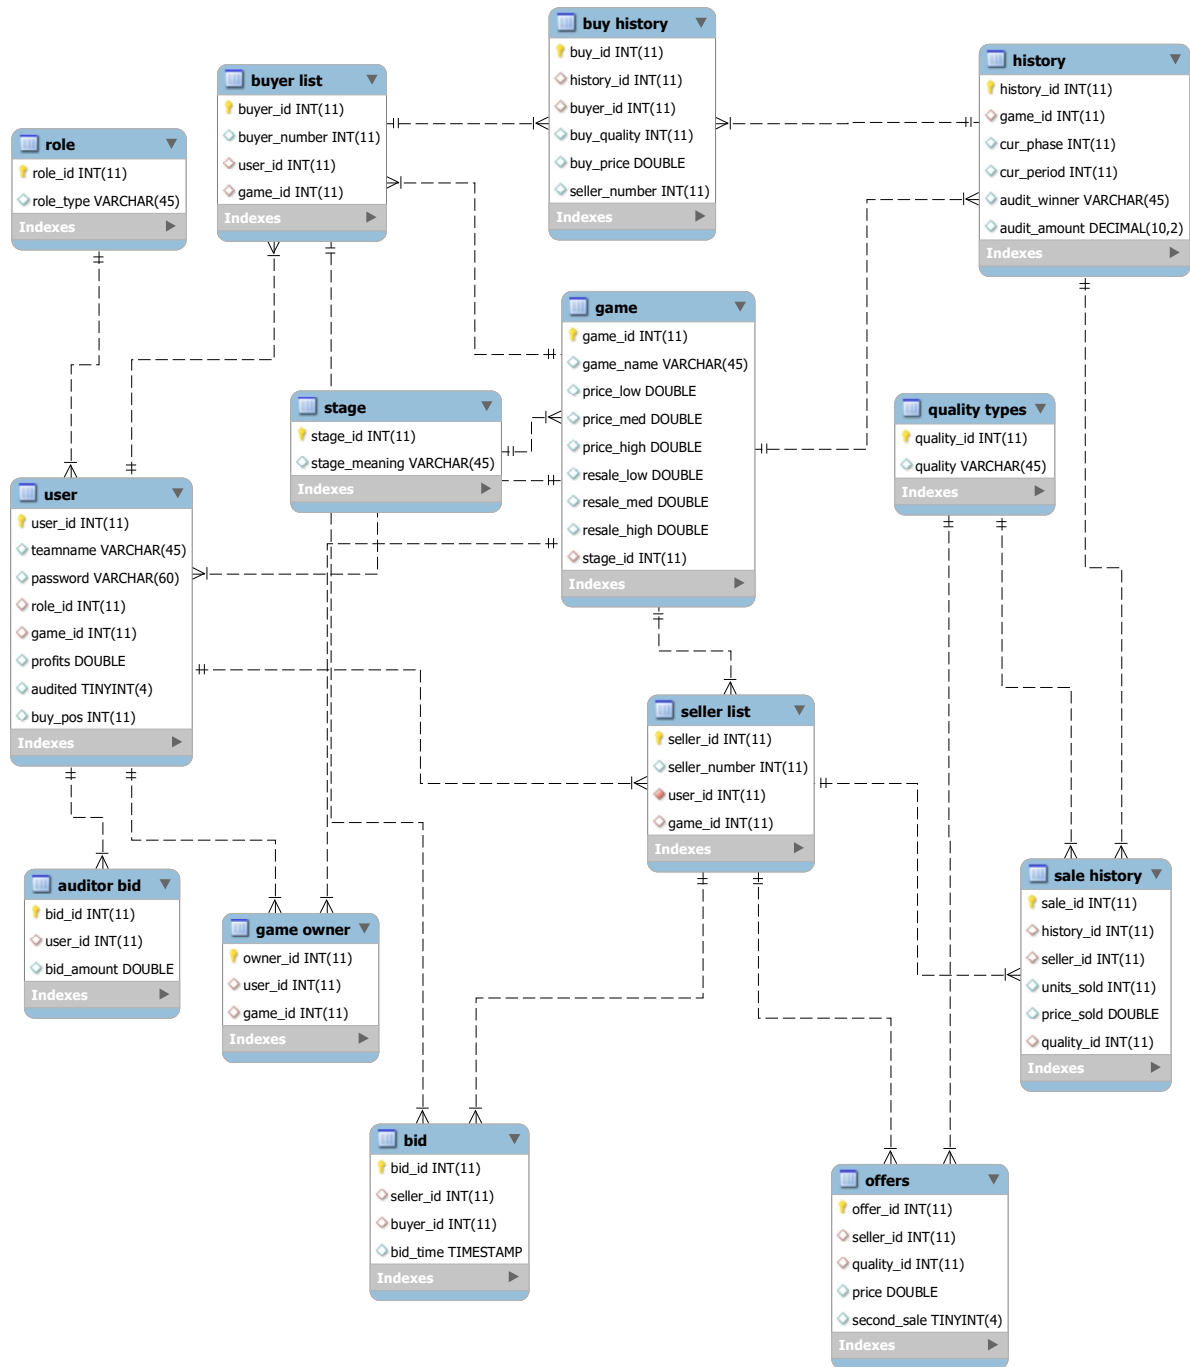 buy history
buy_id INT(11)
history_id INT(11)
buyer_id INT(11)
buy_quality INT(11)
buy_price DOUBLE
seller_number INT(11)
Indexes
history
history_id INT(11)
game_id INT(11)
cur_phase INT(11)
cur_period INT(11)
audit_winner VARCHAR(45)
audit_amount DECIMAL(10,2)
Indexes
buyer list
buyer_id INT(11)
buyer_number INT(11)
user_id INT(11)
game_id INT(11)
Indexes
role
role_id INT(11)
role_type VARCHAR(45)
Indexes
game
game_id INT(11)
game_name VARCHAR(45)
price_low DOUBLE
price_med DOUBLE
price_high DOUBLE
resale_low DOUBLE
resale_med DOUBLE
resale_high DOUBLE
stage_id INT(11)
Indexes
stage
stage_id INT(11)
stage_meaning VARCHAR(45)
Indexes
quality types
quality_id INT(11)
quality VARCHAR(45)
Indexes
user
user_id INT(11)
teamname VARCHAR(45)
password VARCHAR(60)
role_id INT(11)
game_id INT(11)
profits DOUBLE
audited TINYINT(4)
buy_pos INT(11)
Indexes
seller list
seller_id INT(11)
seller_number INT(11)
user_id INT(11)
game_id INT(11)
Indexes
auditor bid
bid_id INT(11)
user_id INT(11)
bid_amount DOUBLE
Indexes
game owner
owner_id INT(11)
user_id INT(11)
game_id INT(11)
Indexes
sale history
sale_id INT(11)
history_id INT(11)
seller_id INT(11)
units_sold INT(11)
price_sold DOUBLE
quality_id INT(11)
Indexes
bid
bid_id INT(11)
seller_id INT(11)
buyer_id INT(11)
bid_time TIMESTAMP
Indexes
offers
offer_id INT(11)
seller_id INT(11)
quality_id INT(11)
price DOUBLE
second_sale TINYINT(4)
Indexes